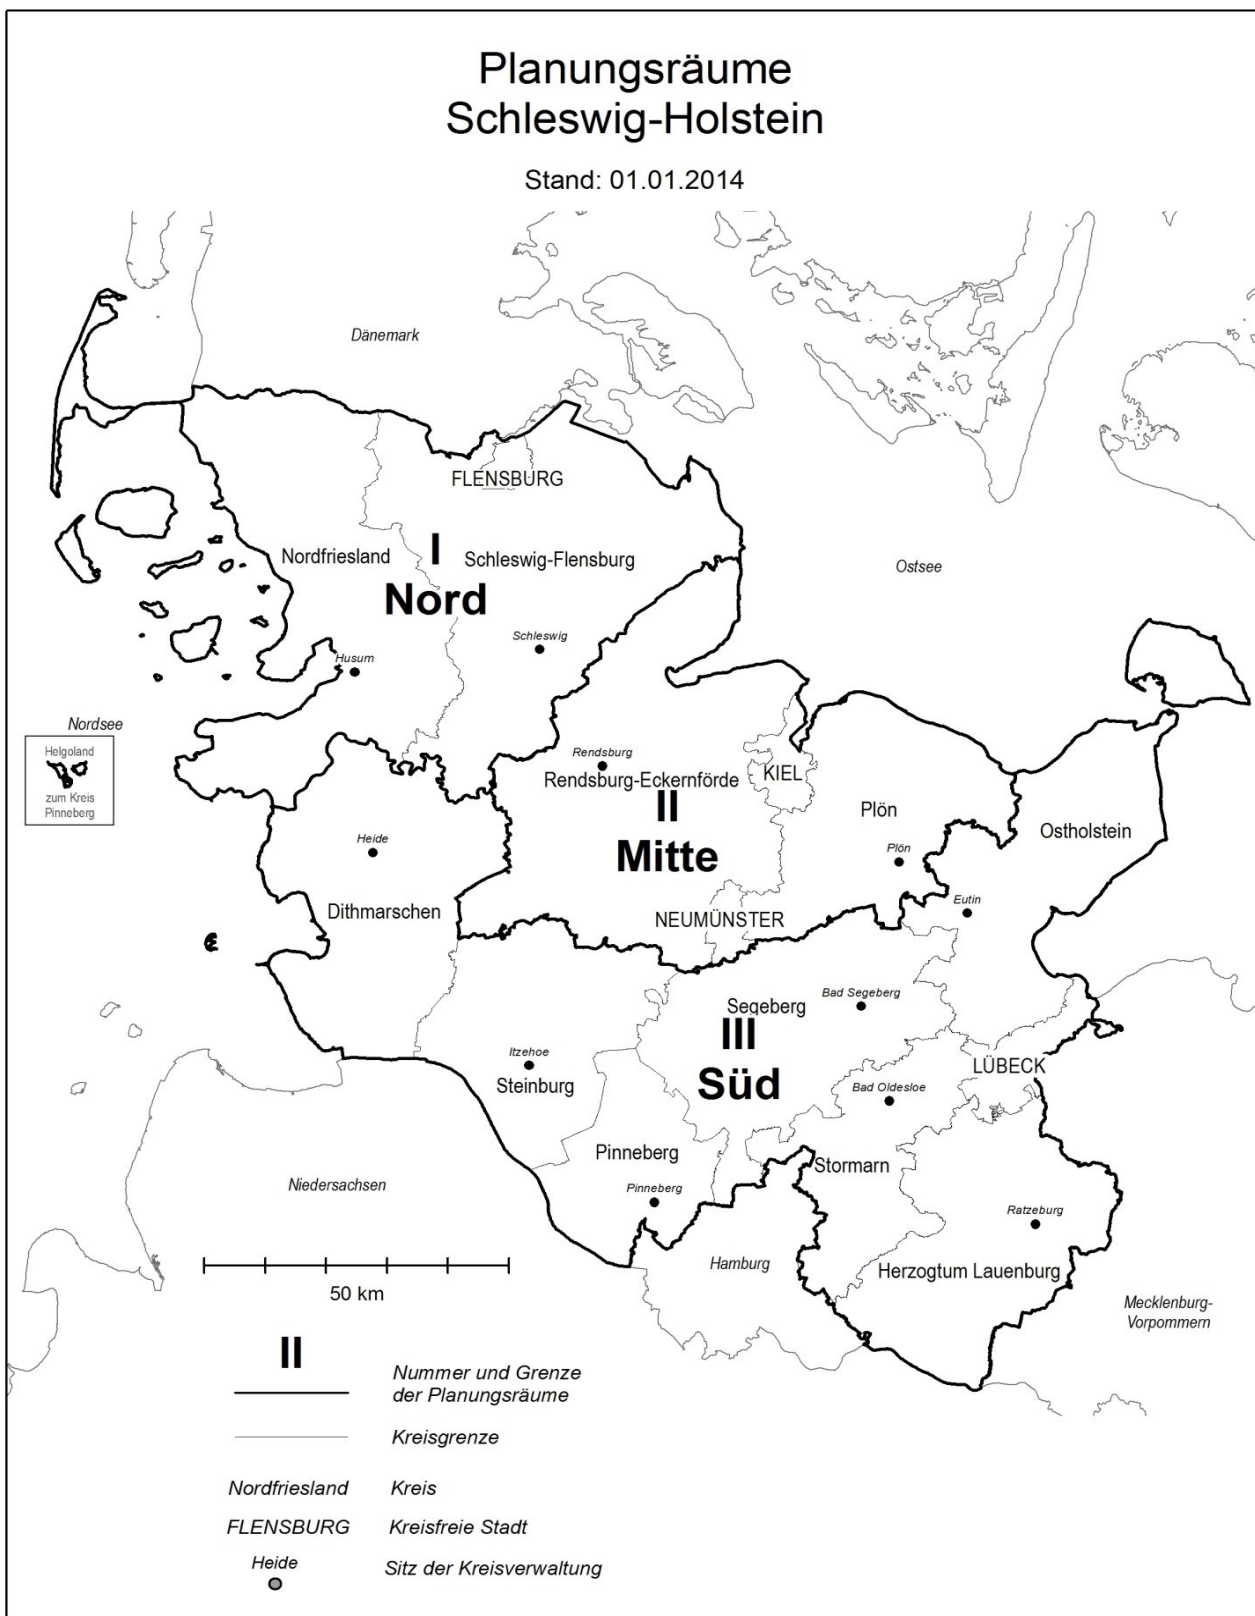 Planungsräume
Schleswig-Holstein
Stand: 01.01.2014
Dänemark
FLENSBURG
Nordfriesland
I
Nord
Schleswig-Flensburg
Ostsee
Schleswig
Husum
Nordsee
Helgoland
zum Kreis
Pinneberg
Rendsburg
Rendsburg-Eckernförde
KIEL
II
Mitte
Plön
Plön
Ostholstein
Heide
Dithmarschen
NEUMÜNSTER
Eutin
Bad Segeberg
Segeberg
III
Süd
Itzehoe
Steinburg
LÜBECK
Bad Oldesloe
Pinneberg
Pinneberg
Stormarn
Niedersachsen
Ratzeburg
Hamburg
Herzogtum Lauenburg
Mecklenburg-
Vorpommern
50 km
II
Nummer und Grenze
der Planungsräume
Kreisgrenze
Nordfriesland Kreis
FLENSBURG Kreisfreie Stadt
Heide Sitz der Kreisverwaltung